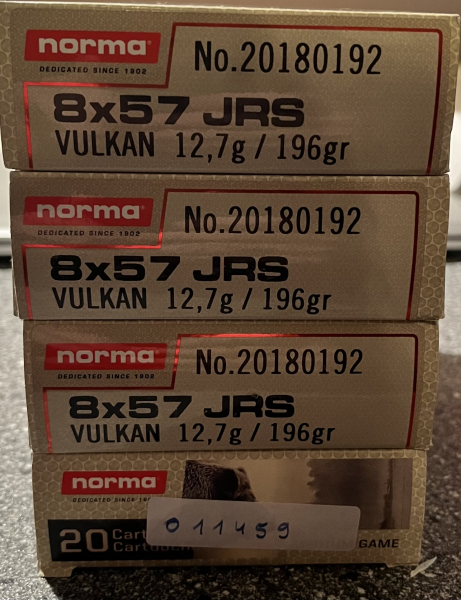 norma
DEDICATED SINCE 1902
No.20180192
8x57 JRS
VULKAN 12,7g / 196gr
norma
DEDICATED SINCE 1902
No.20180192
8x57 JRS
VULKAN 12,7g / 196gr
norma
DEDICATED SINCE 1902
No.20180192
8x57 JRS
VULKAN 12,7g / 196gr
norma
DEDICATED SINCE
20
011459
GAME